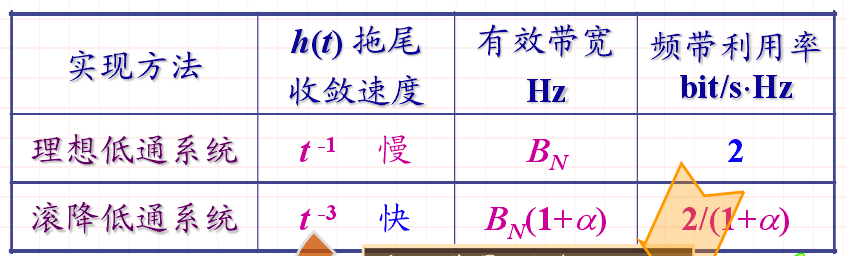 实现方法 h(t) 拖尾收敛速度 有效带宽 Hz 频带利用率 bit/s·Hz
理想低通系统 t⁻¹ 慢 B_N 2
滚降低通系统 t⁻³ 快 B_N(1+α) 2/(1+α)